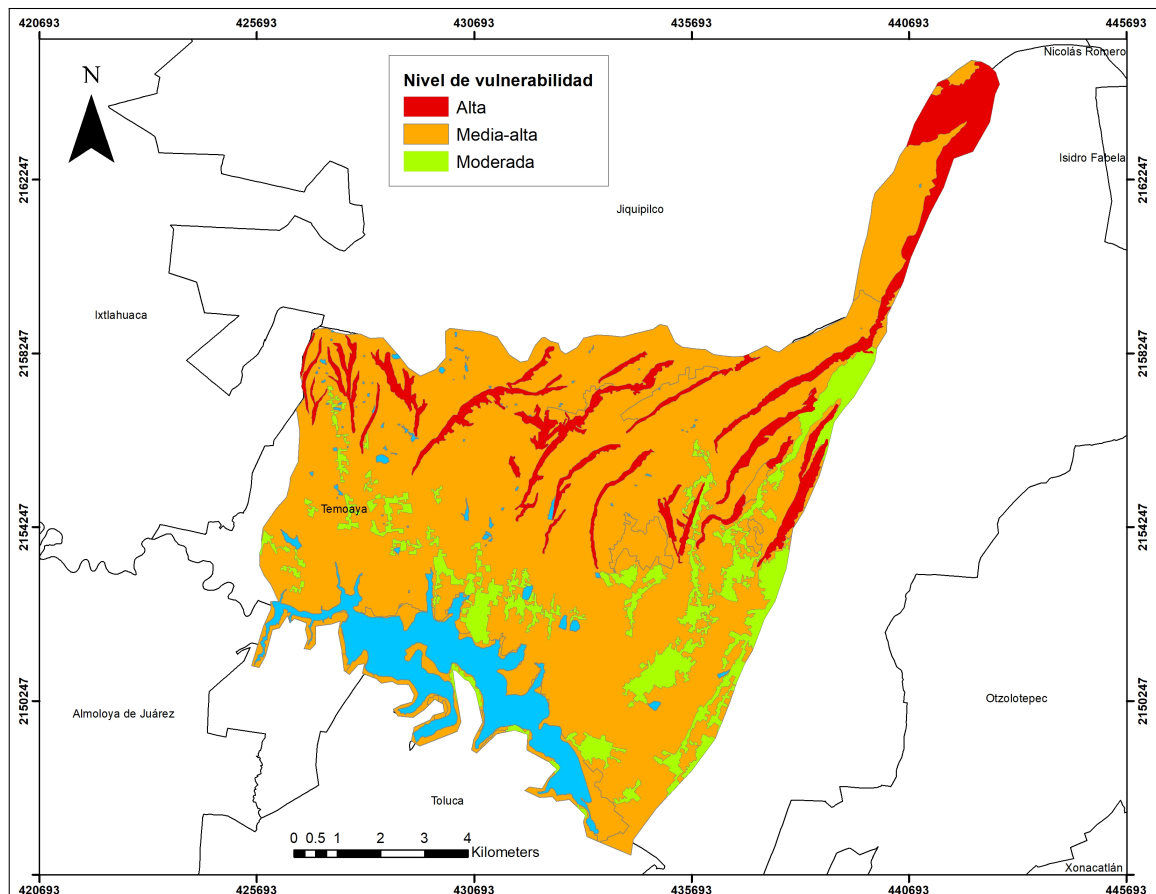 420693 425693 430693 435693 440693 445693
Nicolás Romero
N
Nivel de vulnerabilidad
Alta
Media-alta
Moderada
Isidro Fabela
2162247 2162247
Jiquipilco
Ixtlahuaca
2158247 2158247
Temoaya
2154247 2154247
Otzolotepec
2150247 2150247
Almoloya de Juárez
Toluca
0 0.5 1 2 3 4
Kilometers
Xonacatlán
420693 425693 430693 435693 440693 445693